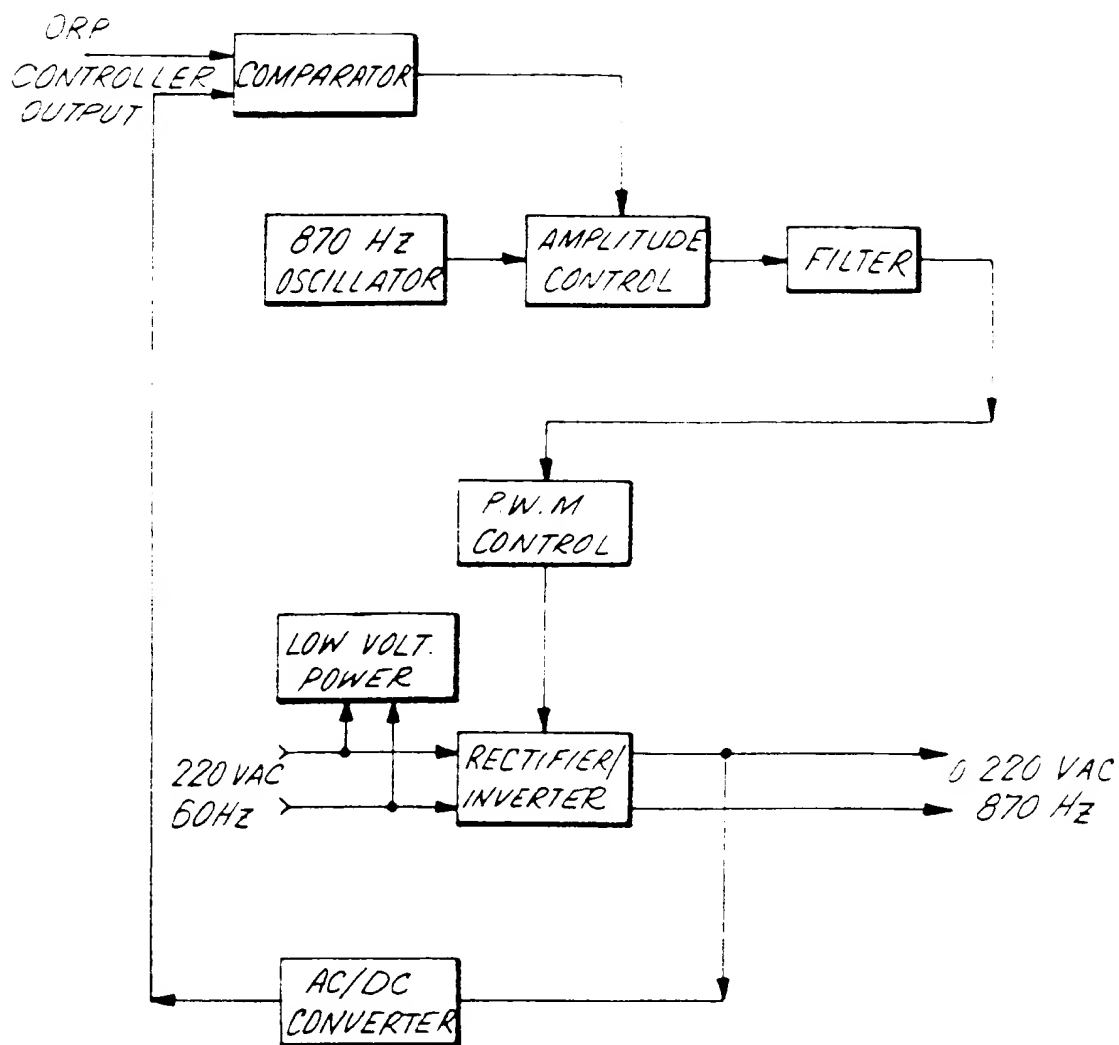 ORP
CONTROLLER
OUTPUT
COMPARATOR
870 HZ
OSCILLATOR
AMPLITUDE
CONTROL
FILTER
P.W.M
CONTROL
LOW VOLT.
POWER
220 VAC
60HZ
RECTIFIER/
INVERTER
0 220 VAC
870 HZ
AC/DC
CONVERTER